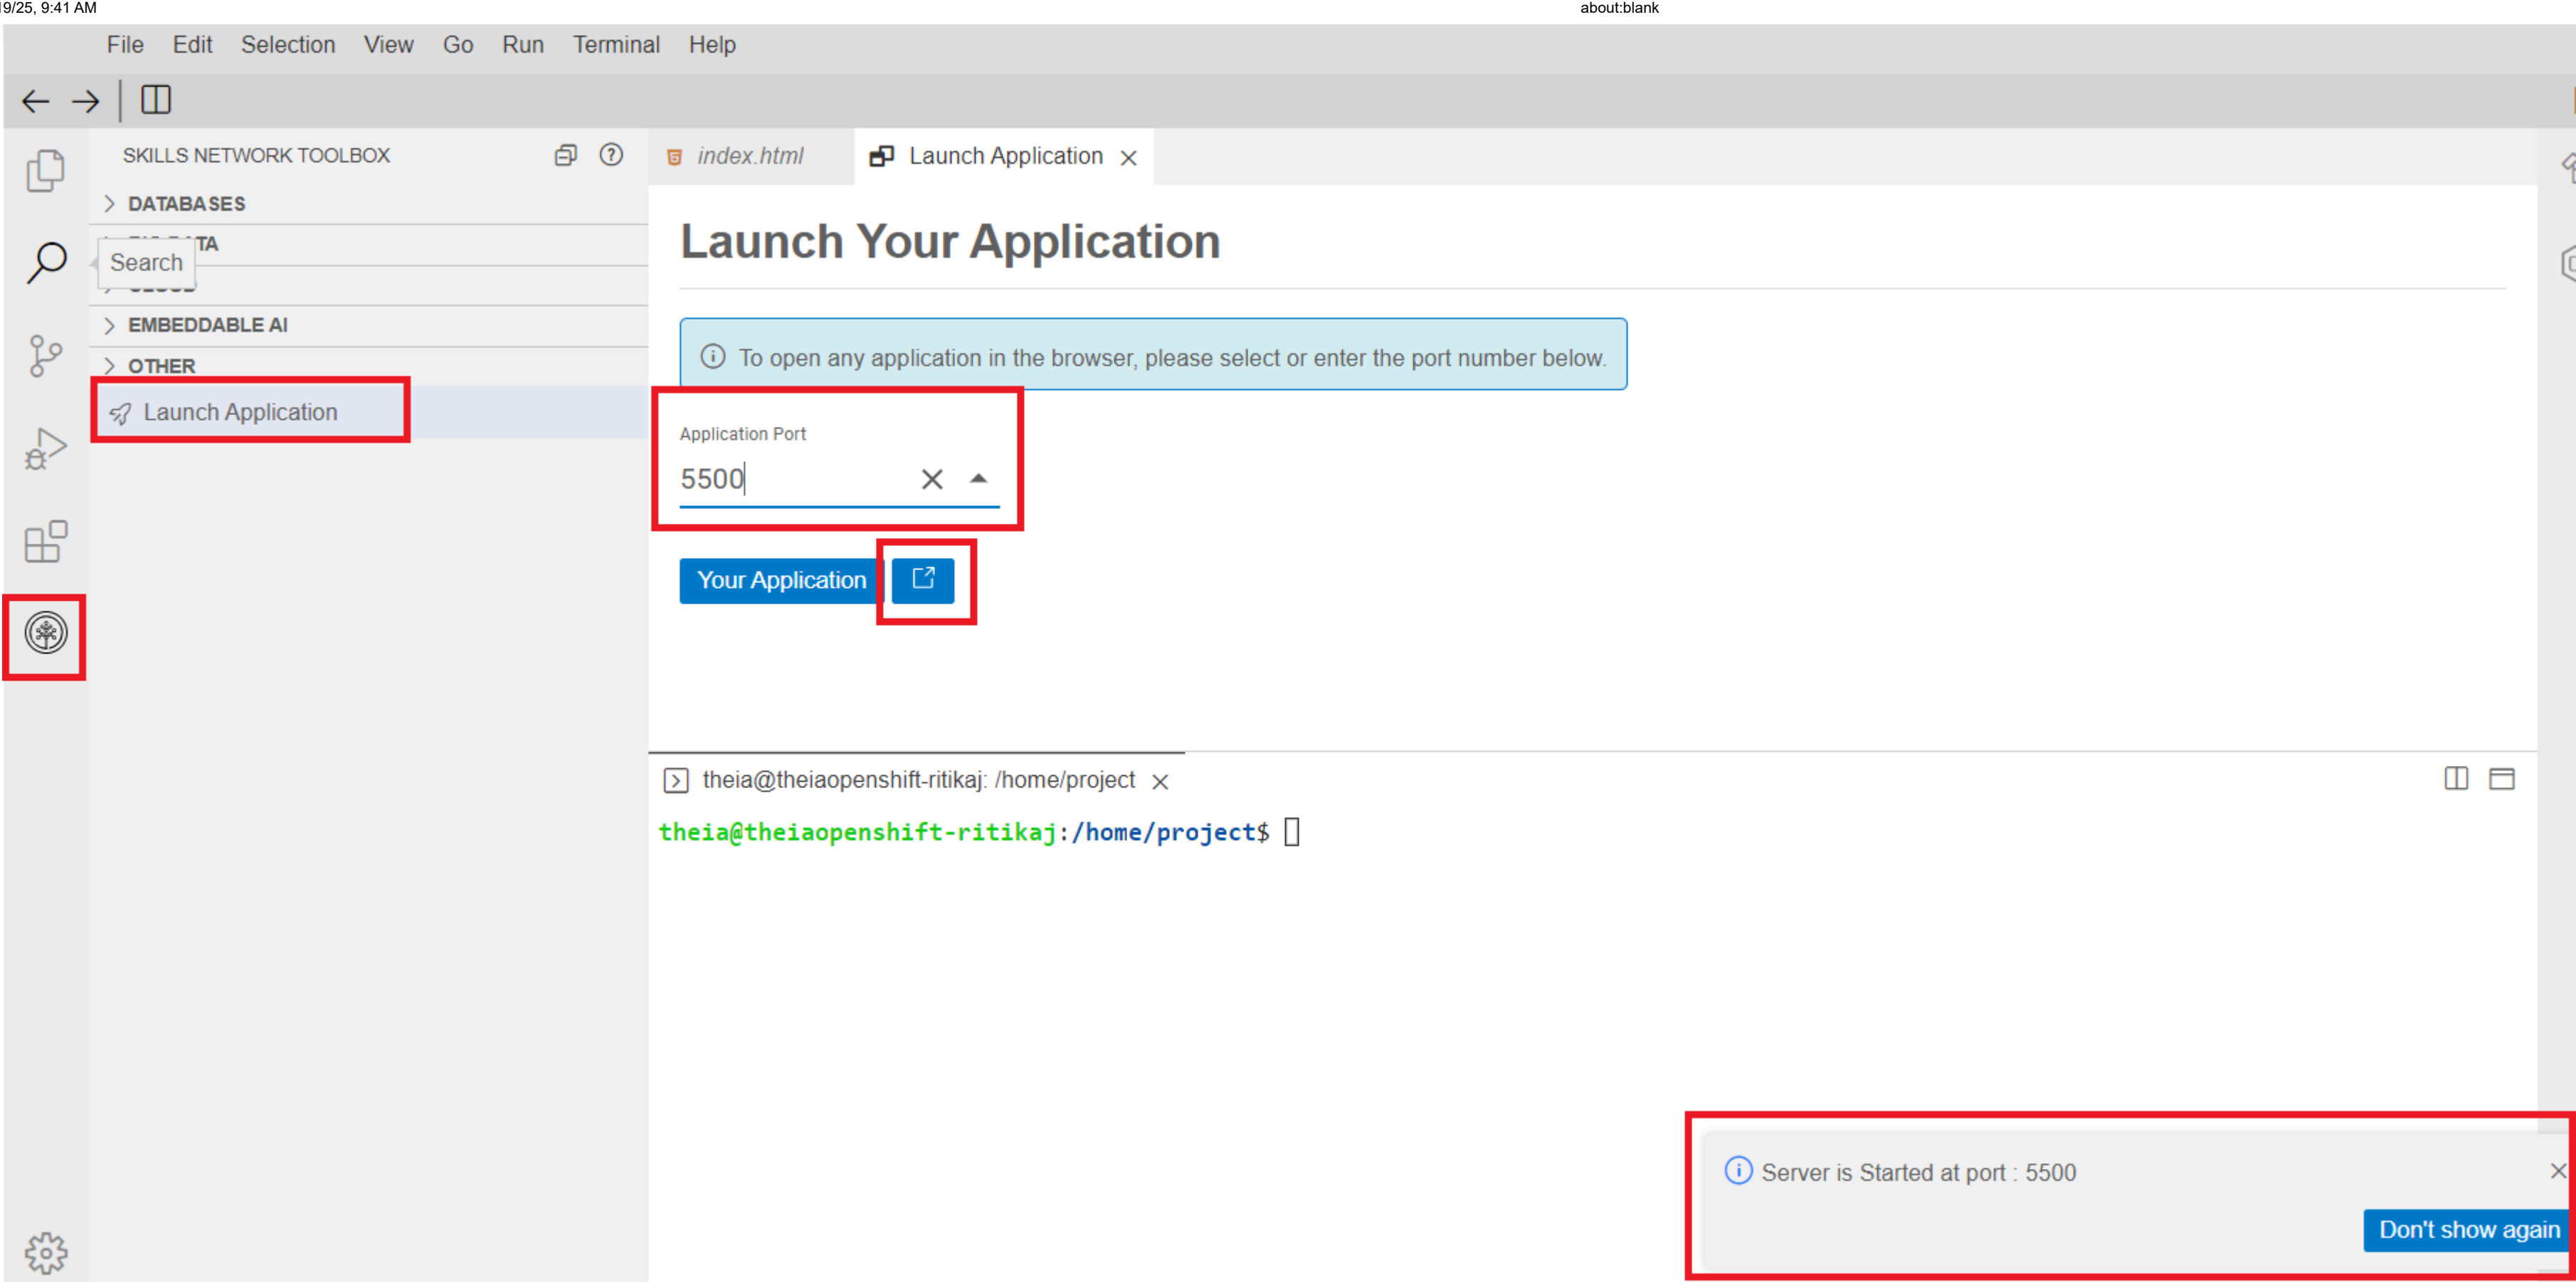 19/25, 9:41 AM
about:blank
File Edit Selection View Go Run Terminal Help
SKILLS NETWORK TOOLBOX
index.html
Launch Application
DATABASES
Search
EMBEDDABLE AI
OTHER
Launch Application
Launch Your Application
To open any application in the browser, please select or enter the port number below.
Application Port
5500
Your Application
theia@theiaopenshift-ritikaj: /home/project
theia@theiaopenshift-ritikaj:/home/project$
Server is Started at port : 5500
Don't show again